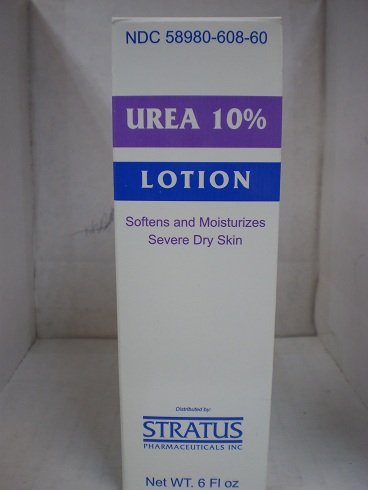 NDC 58980-608-60
UREA 10%
LOTION
Softens and Moisturizes
Severe Dry Skin
Distributed by:
STRATUS
PHARMACEUTICALS INC
Net WT. 6 Fl oz